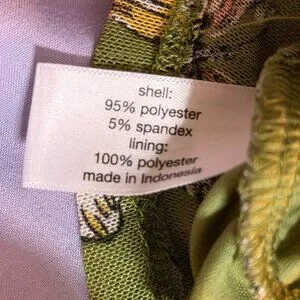 shell:
95% polyester
5% spandex
lining:
100% polyester
made in Indonesia